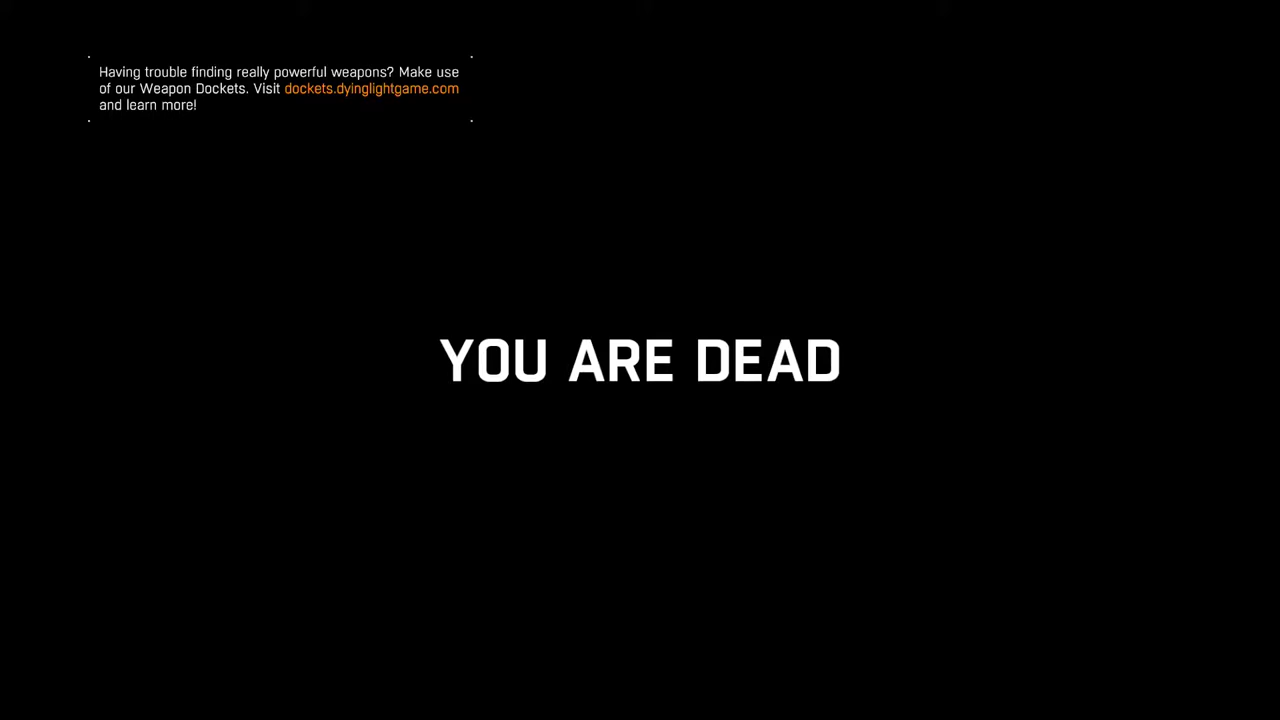 Having trouble finding really powerful weapons? Make use
of our Weapon Dockets. Visit dockets.dyinglightgame.com
and learn more!
YOU ARE DEAD